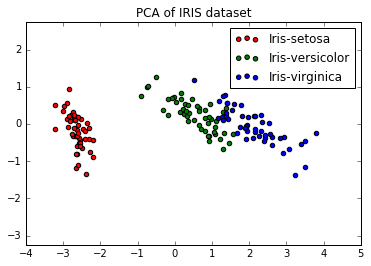 PCA of IRIS dataset
Iris-setosa
Iris-versicolor
Iris-virginica
3
2
1
0
−1
−2
−3
−4 −3 −2 −1 0 1 2 3 4 5